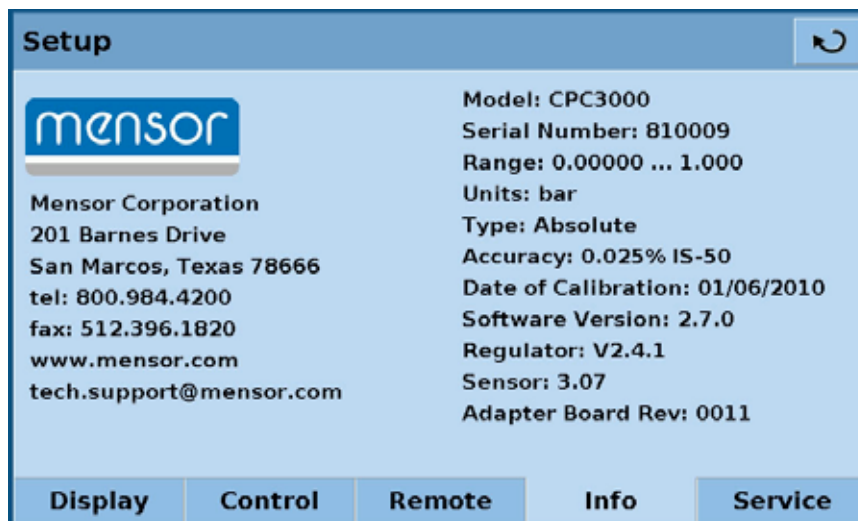 Setup
mensor
Mensor Corporation
201 Barnes Drive
San Marcos, Texas 78666
tel: 800.984.4200
fax: 512.396.1820
www.mensor.com
tech.support@mensor.com
Model: CPC3000
Serial Number: 810009
Range: 0.00000 ... 1.000
Units: bar
Type: Absolute
Accuracy: 0.025% IS-50
Date of Calibration: 01/06/2010
Software Version: 2.7.0
Regulator: V2.4.1
Sensor: 3.07
Adapter Board Rev: 0011
Display Control Remote Info Service